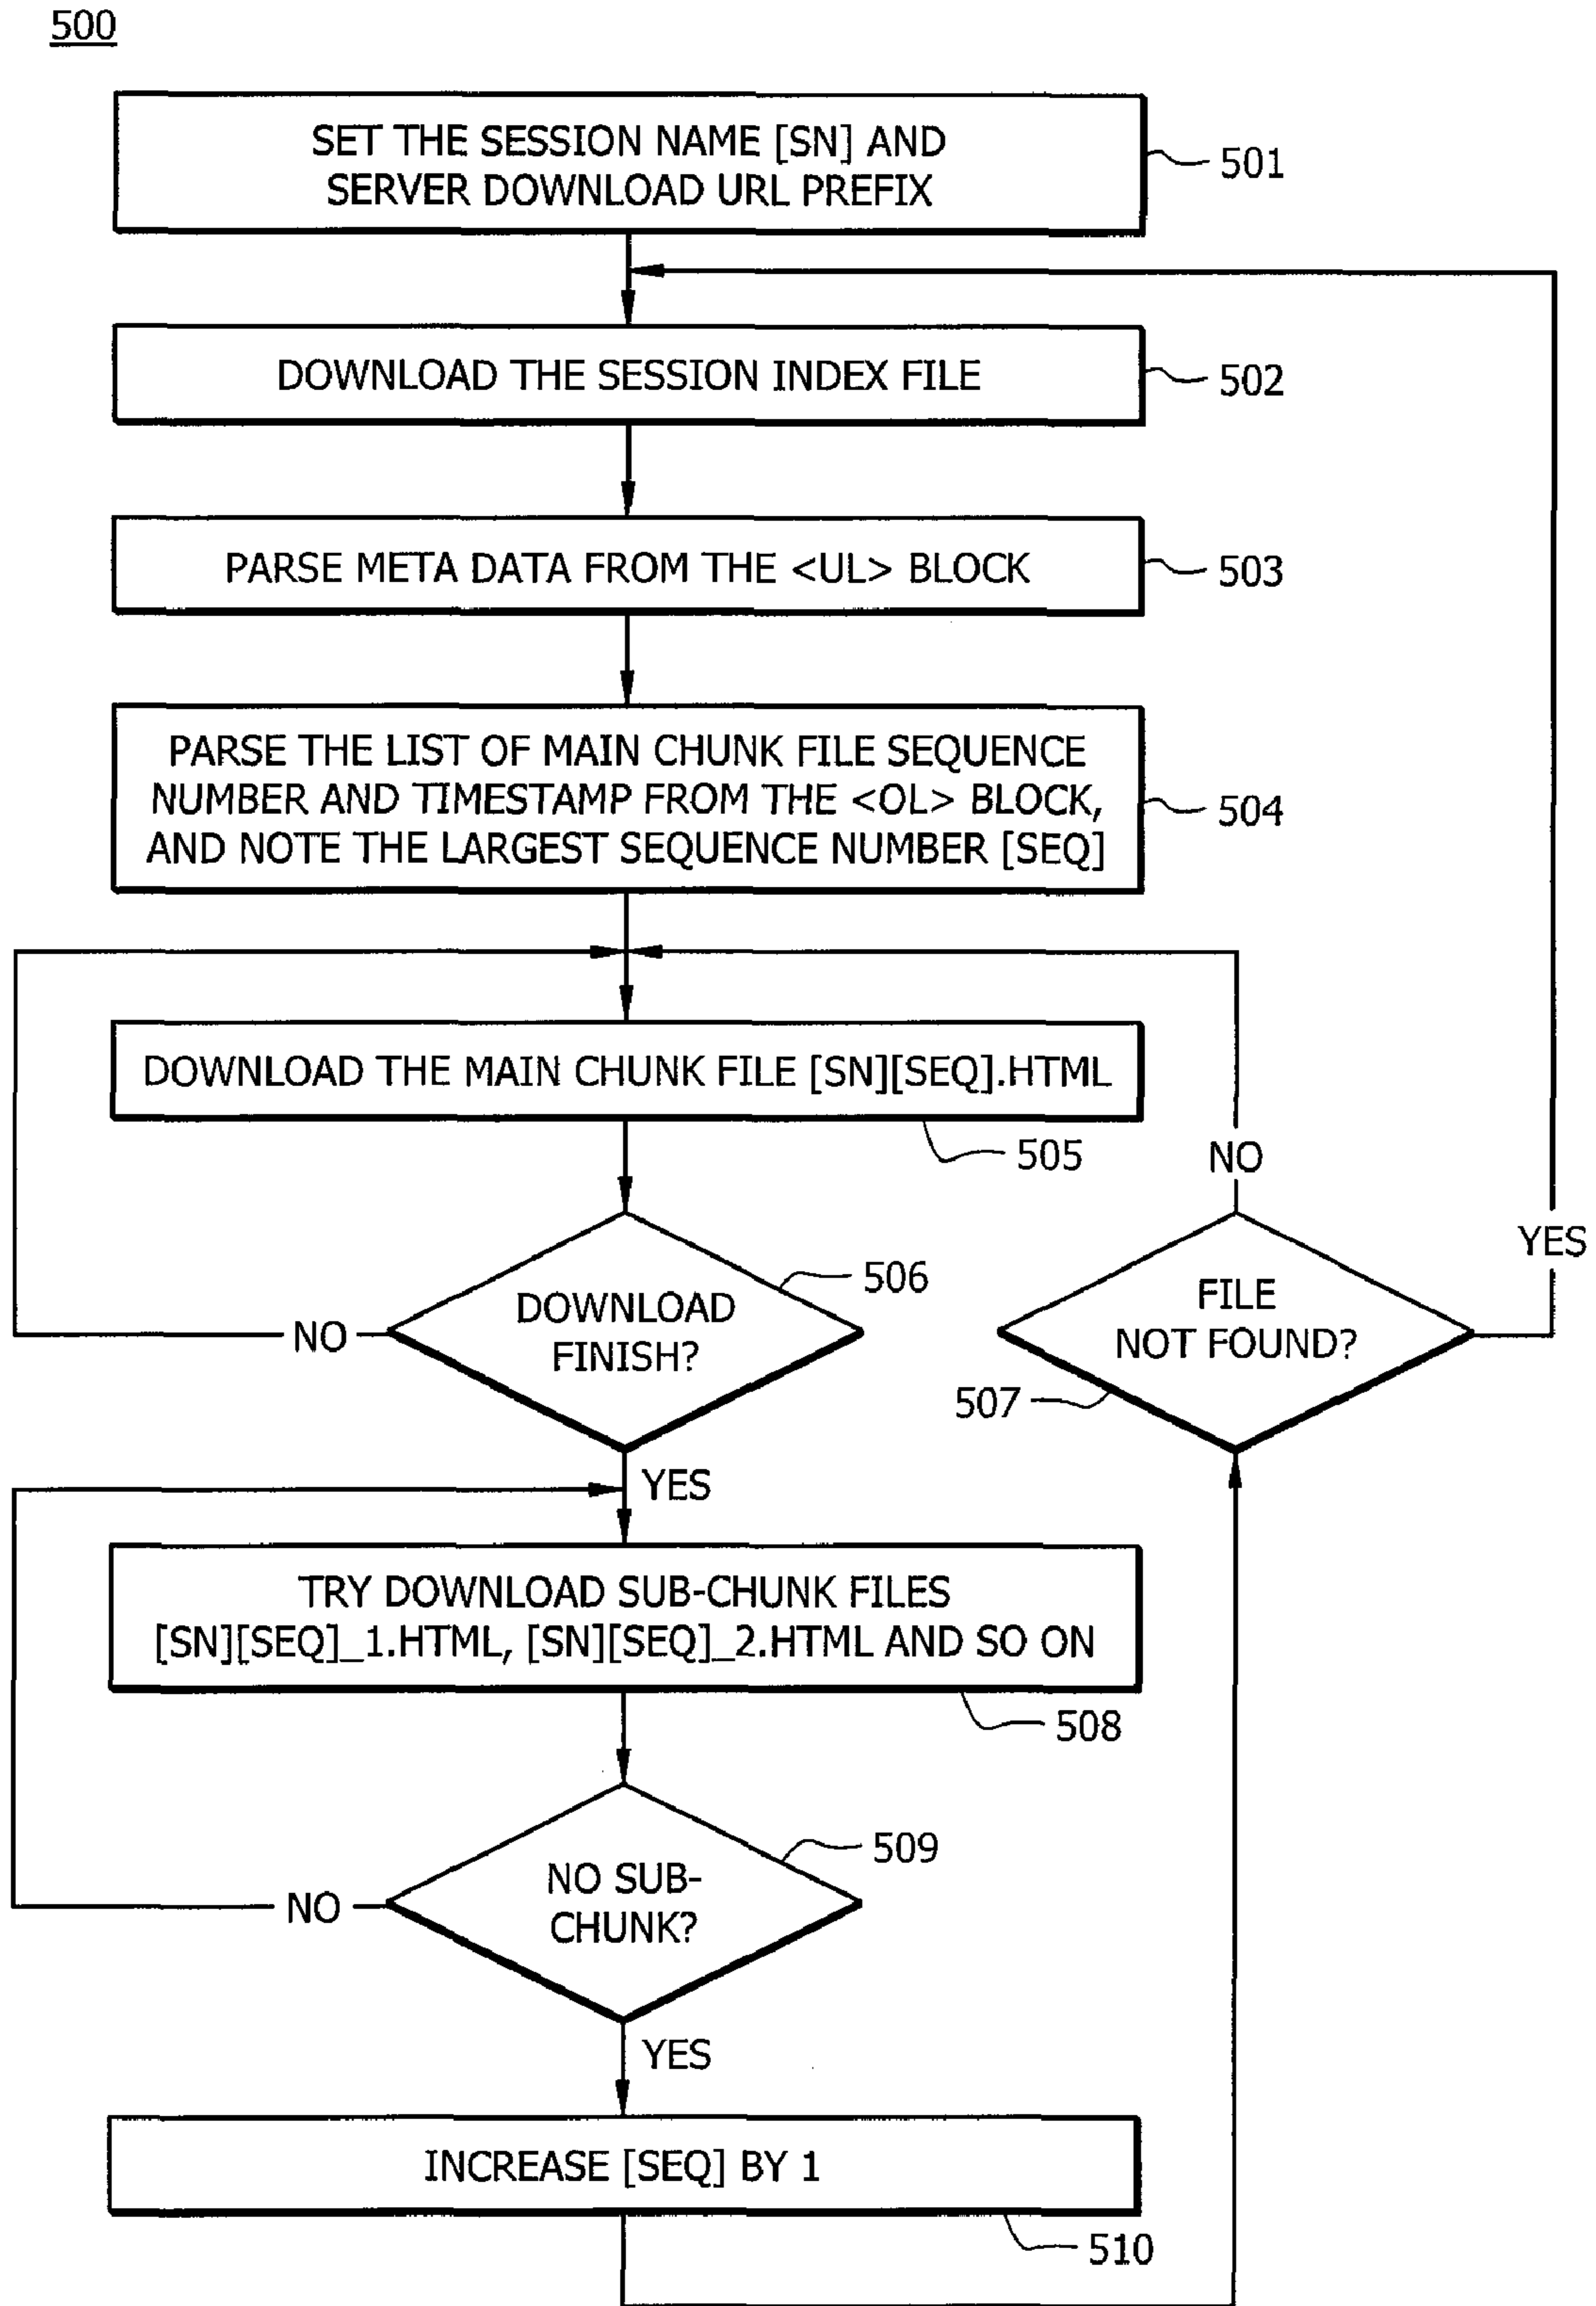 500
SET THE SESSION NAME [SN] AND
SERVER DOWNLOAD URL PREFIX
501
DOWNLOAD THE SESSION INDEX FILE
502
PARSE META DATA FROM THE <UL> BLOCK
503
PARSE THE LIST OF MAIN CHUNK FILE SEQUENCE
NUMBER AND TIMESTAMP FROM THE <OL> BLOCK,
AND NOTE THE LARGEST SEQUENCE NUMBER [SEQ]
504
DOWNLOAD THE MAIN CHUNK FILE [SN][SEQ].HTML
505
NO
YES
506
DOWNLOAD
FINISH?
NO
FILE
NOT FOUND?
507
YES
TRY DOWNLOAD SUB-CHUNK FILES
[SN][SEQ]_1.HTML, [SN][SEQ]_2.HTML AND SO ON
508
509
NO SUB-
CHUNK?
NO
YES
INCREASE [SEQ] BY 1
510